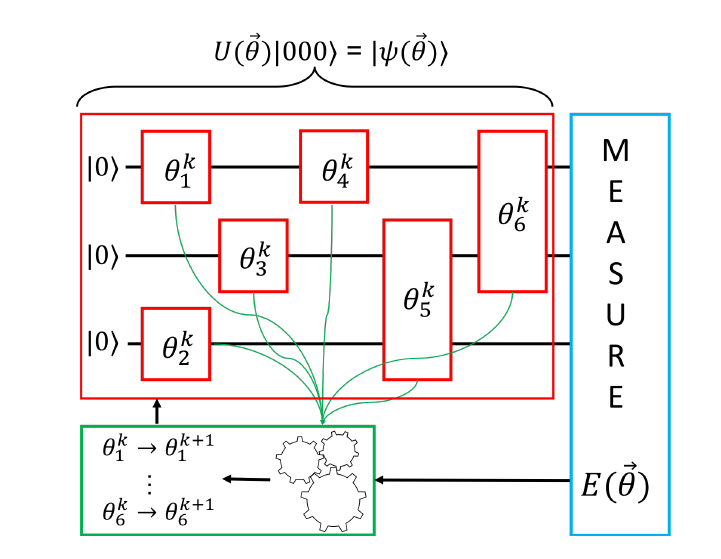 U(θ⃗)|000⟩ = |ψ(θ⃗)⟩
|0⟩ θ₁ᵏ θ₄ᵏ
θ₆ᵏ
|0⟩ θ₃ᵏ
θ₅ᵏ
|0⟩ θ₂ᵏ
M
E
A
S
U
R
E
θ₁ᵏ → θ₁ᵏ⁺¹
⋮
θ₆ᵏ → θ₆ᵏ⁺¹
E(θ⃗)